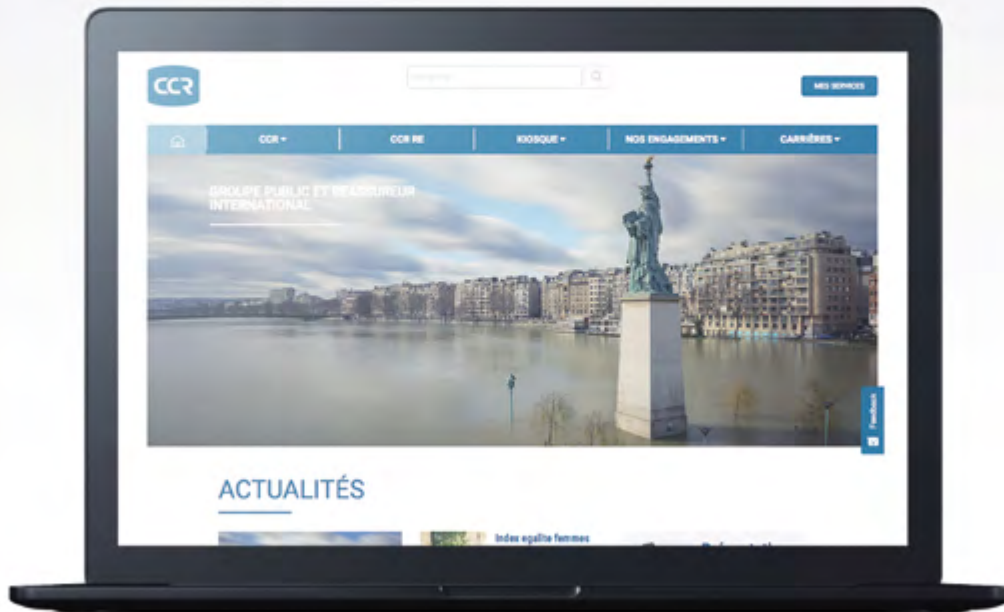 CCR
MES SERVICES
CCR
CCR RE
KIOSQUE
NOS ENGAGEMENTS
CARRIÈRES
GROUPE PUBLIC ET RÉASSUREUR
INTERNATIONAL
Feedback
ACTUALITÉS
Index egalite femmes